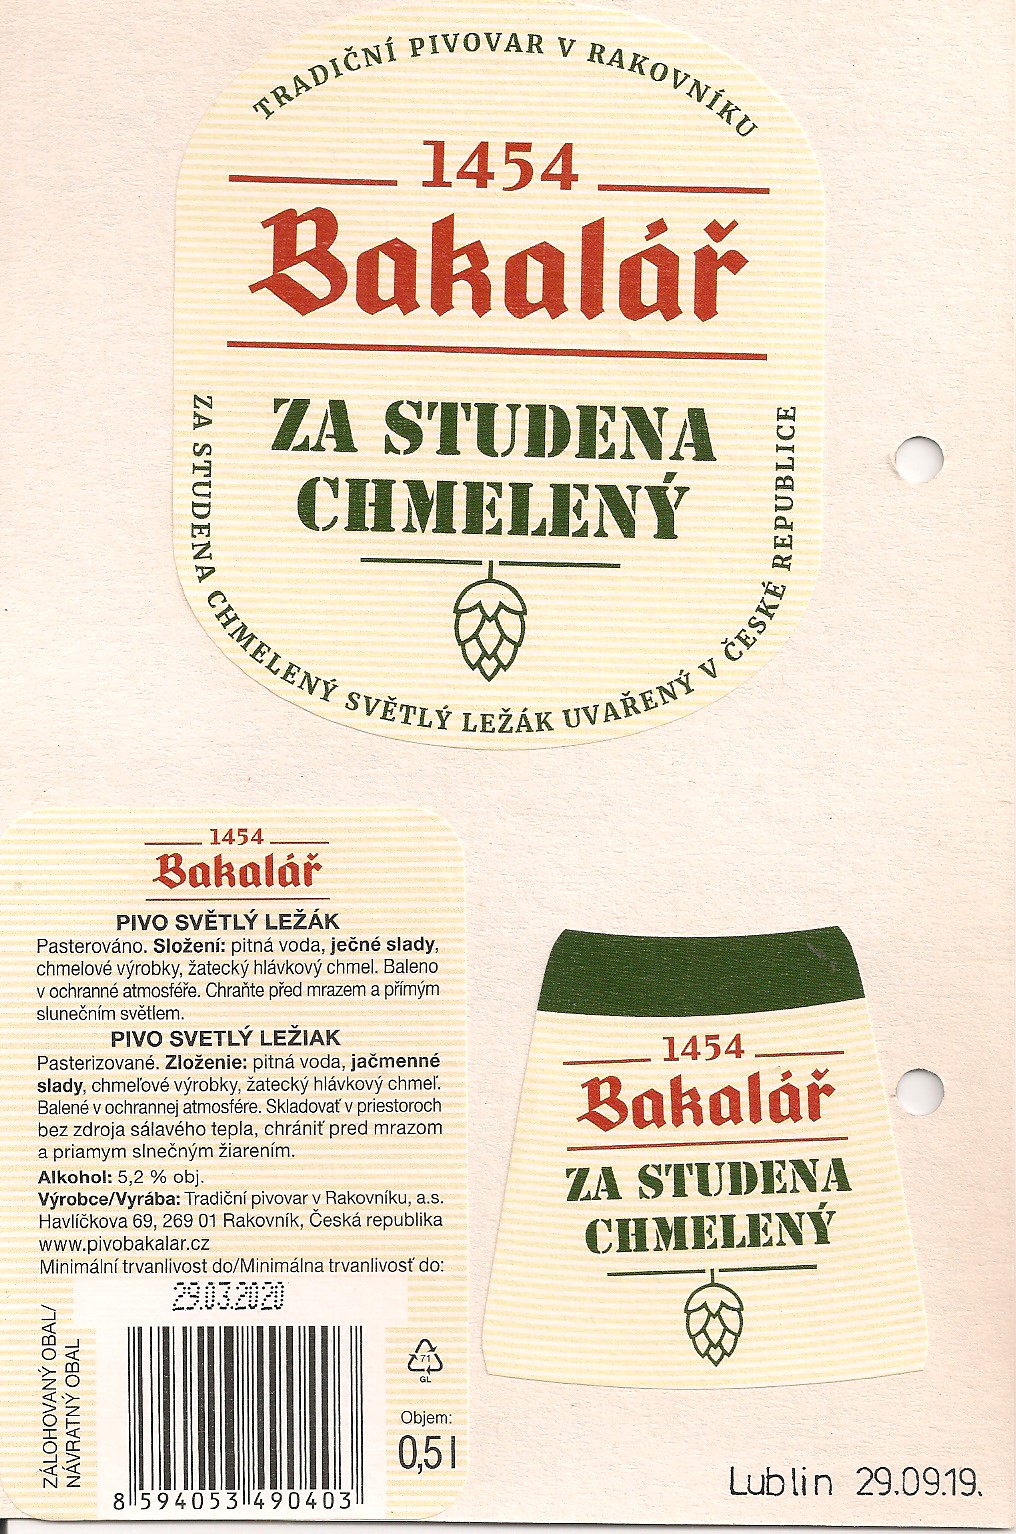 TRADIČNÍ PIVOVAR V RAKOVNÍKU
1454
Bakalář
ZA STUDENA
CHMELENÝ
ZA STUDENA CHMELENÝ SVĚTLÝ LEŽÁK UVAŘENÝ V ČESKÉ REPUBLICE
1454
Bakalář
PIVO SVĚTLÝ LEŽÁK
Pasterováno. Složení: pitná voda, ječné slady,
chmelové výrobky, žatecký hlávkový chmel. Baleno
v ochranné atmosféře. Chraňte před mrazem a přímým
slunečním světlem.
PIVO SVETLÝ LEŽIAK
Pasterizované. Zloženie: pitná voda, jačmenné
slady, chmeľové výrobky, žatecký hlávkový chmeľ.
Balené v ochrannej atmosfére. Skladovať v priestoroch
bez zdroja sálavého tepla, chrániť pred mrazom
a priamym slnečným žiarením.
Alkohol: 5,2 % obj.
Výrobce/Vyrába: Tradiční pivovar v Rakovníku, a.s.
Havlíčkova 69, 269 01 Rakovník, Česká republika
www.pivobakalar.cz
Minimální trvanlivost do/Minimálna trvanlivosť do:
29.03.2020
ZÁLOHOVANÝ OBAL/
NÁVRATNÝ OBAL
71
GL
Objem:
0,5 l
8 594053 490403
1454
Bakalář
ZA STUDENA
CHMELENÝ
Lublin 29.09.19.